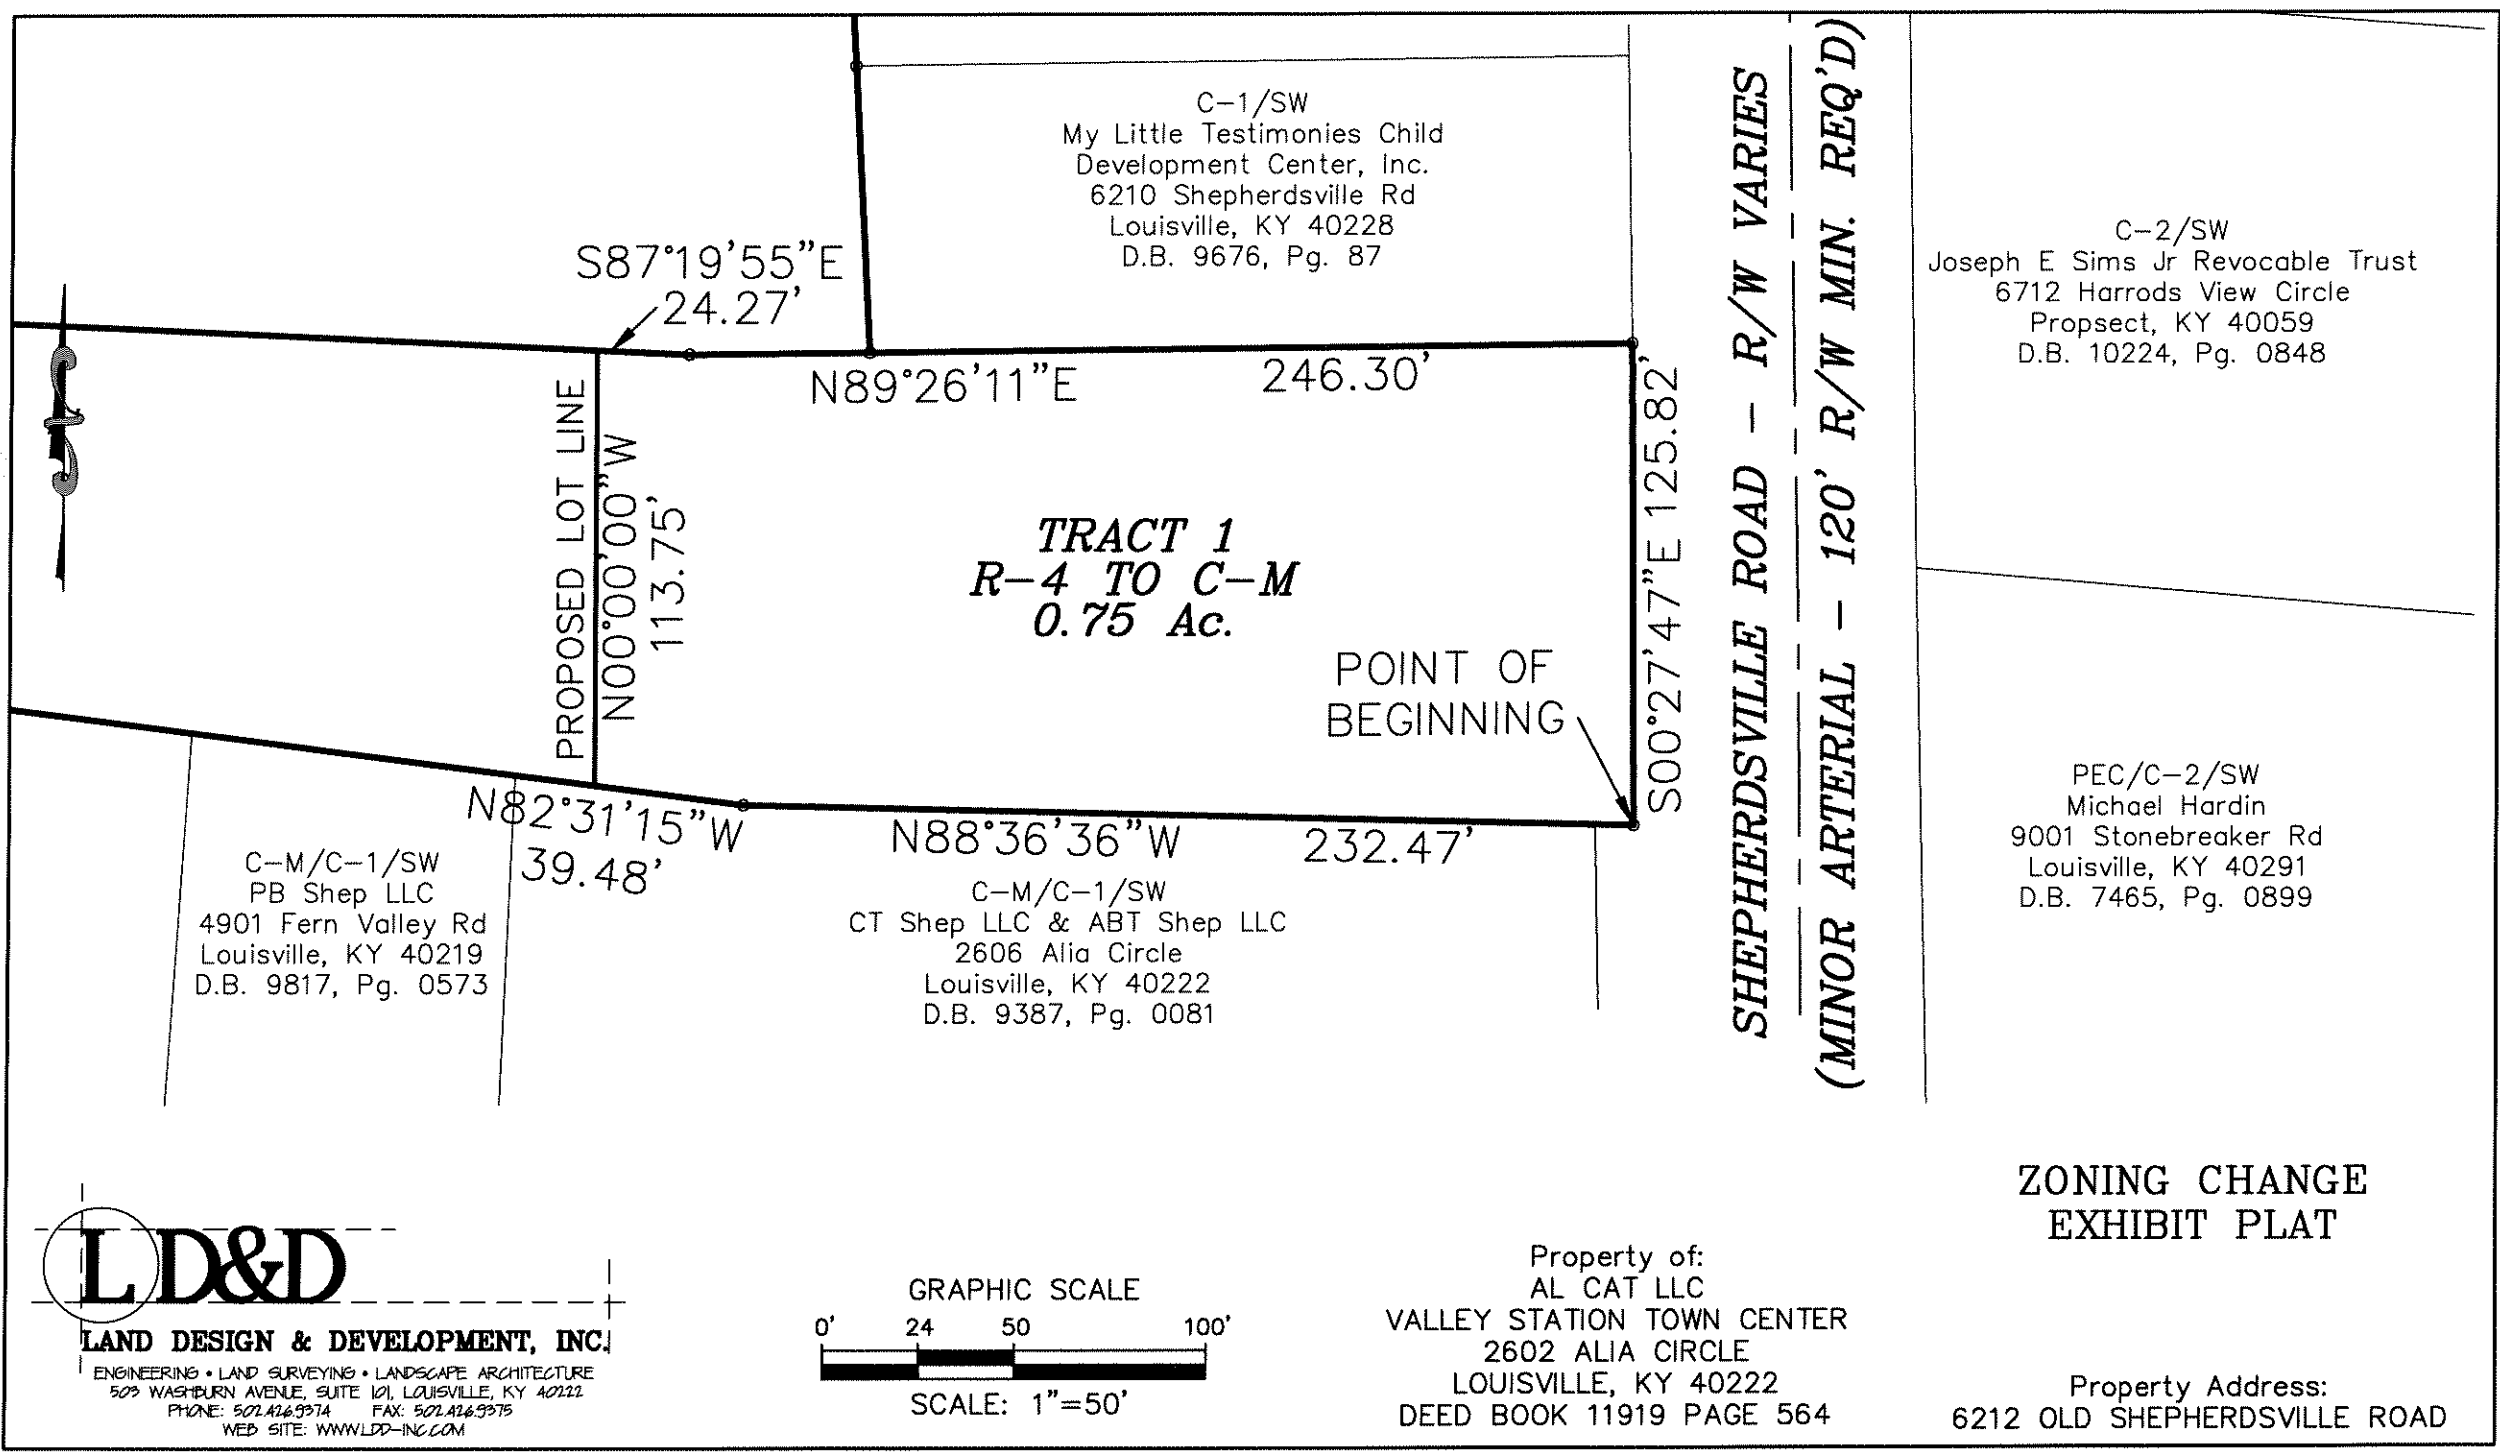 C-1/SW
My Little Testimonies Child
Development Center, Inc.
6210 Shepherdsville Rd
Louisville, KY 40228
D.B. 9676, Pg. 87
S87°19'55"E
24.27'
N89°26'11"E 246.30'
PROPOSED LOT LINE
N00°00'00"W
113.75'
TRACT 1
R-4 TO C-M
0.75 Ac.
POINT OF
BEGINNING
S00°27'47"E 125.82'
SHEPHERDSVILLE ROAD - R/W VARIES
(MINOR ARTERIAL - 120' R/W MIN. REQ'D)
C-2/SW
Joseph E Sims Jr Revocable Trust
6712 Harrods View Circle
Propsect, KY 40059
D.B. 10224, Pg. 0848
PEC/C-2/SW
Michael Hardin
9001 Stonebreaker Rd
Louisville, KY 40291
D.B. 7465, Pg. 0899
N82°31'15"W
39.48'
N88°36'36"W 232.47'
C-M/C-1/SW
PB Shep LLC
4901 Fern Valley Rd
Louisville, KY 40219
D.B. 9817, Pg. 0573
C-M/C-1/SW
CT Shep LLC & ABT Shep LLC
2606 Alia Circle
Louisville, KY 40222
D.B. 9387, Pg. 0081
LD&D
LAND DESIGN & DEVELOPMENT, INC.
ENGINEERING • LAND SURVEYING • LANDSCAPE ARCHITECTURE
503 WASHBURN AVENUE, SUITE 101, LOUISVILLE, KY 40222
PHONE: 502.426.9374 FAX: 502.426.9375
WEB SITE: WWW.LDD-INC.COM
GRAPHIC SCALE
0' 24 50 100'
SCALE: 1"=50'
Property of:
AL CAT LLC
VALLEY STATION TOWN CENTER
2602 ALIA CIRCLE
LOUISVILLE, KY 40222
DEED BOOK 11919 PAGE 564
ZONING CHANGE
EXHIBIT PLAT
Property Address:
6212 OLD SHEPHERDSVILLE ROAD